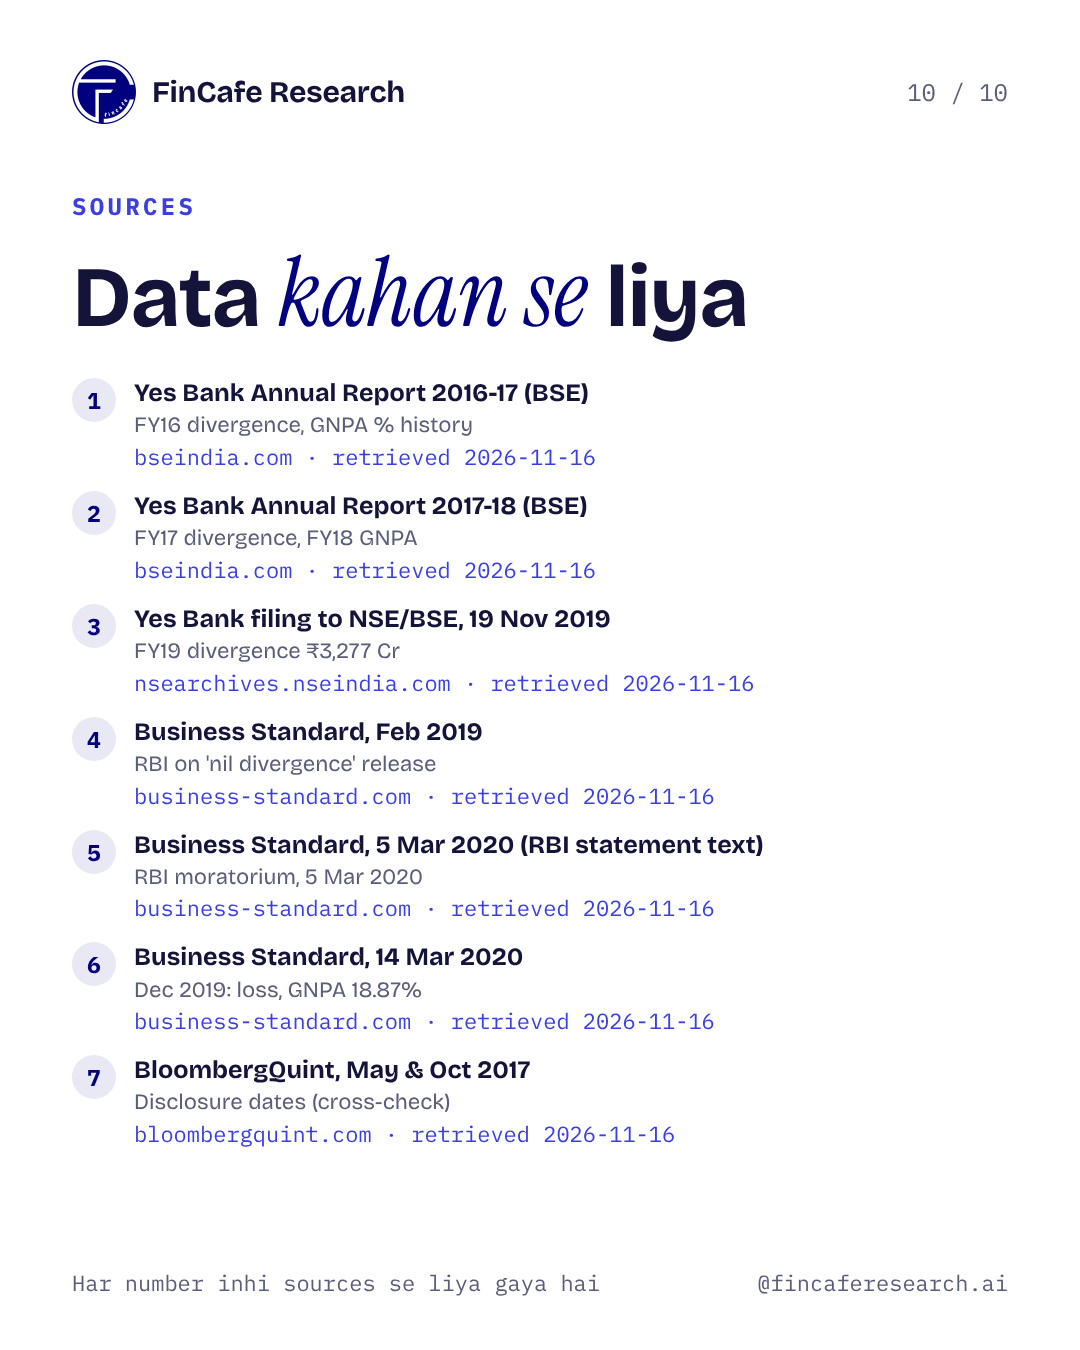 FinCafe Research
10 / 10
SOURCES
Data kahan se liya
1
Yes Bank Annual Report 2016-17 (BSE)
FY16 divergence, GNPA % history
bseindia.com · retrieved 2026-11-16
2
Yes Bank Annual Report 2017-18 (BSE)
FY17 divergence, FY18 GNPA
bseindia.com · retrieved 2026-11-16
3
Yes Bank filing to NSE/BSE, 19 Nov 2019
FY19 divergence ₹3,277 Cr
nsearchives.nseindia.com · retrieved 2026-11-16
4
Business Standard, Feb 2019
RBI on 'nil divergence' release
business-standard.com · retrieved 2026-11-16
5
Business Standard, 5 Mar 2020 (RBI statement text)
RBI moratorium, 5 Mar 2020
business-standard.com · retrieved 2026-11-16
6
Business Standard, 14 Mar 2020
Dec 2019: loss, GNPA 18.87%
business-standard.com · retrieved 2026-11-16
7
BloombergQuint, May & Oct 2017
Disclosure dates (cross-check)
bloombergquint.com · retrieved 2026-11-16
Har number inhi sources se liya gaya hai
@fincaferesearch.ai